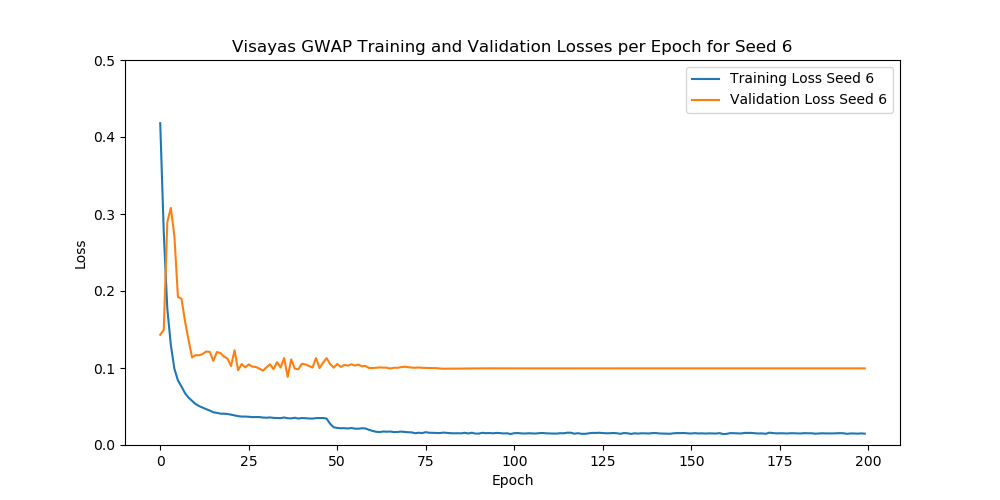 Visayas GWAP Training and Validation Losses per Epoch for Seed 6
Training Loss Seed 6
Validation Loss Seed 6
Loss
0.5
0.4
0.3
0.2
0.1
0.0
0 25 50 75 100 125 150 175 200
Epoch